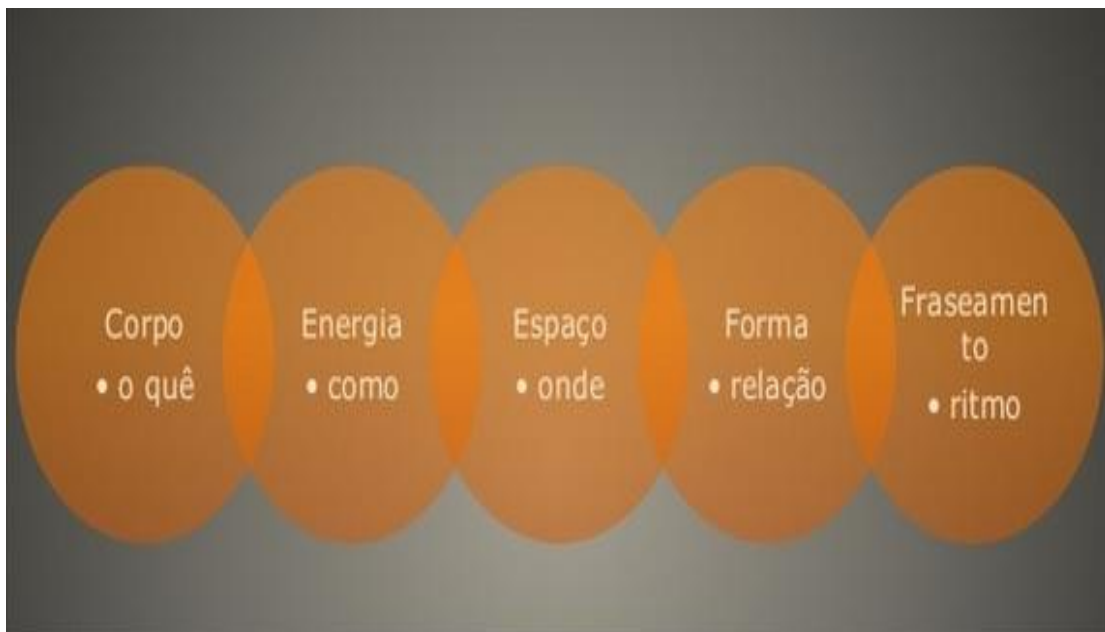 Corpo
• o quê
Energia
• como
Espaço
• onde
Forma
• relação
Fraseamen
to
• ritmo